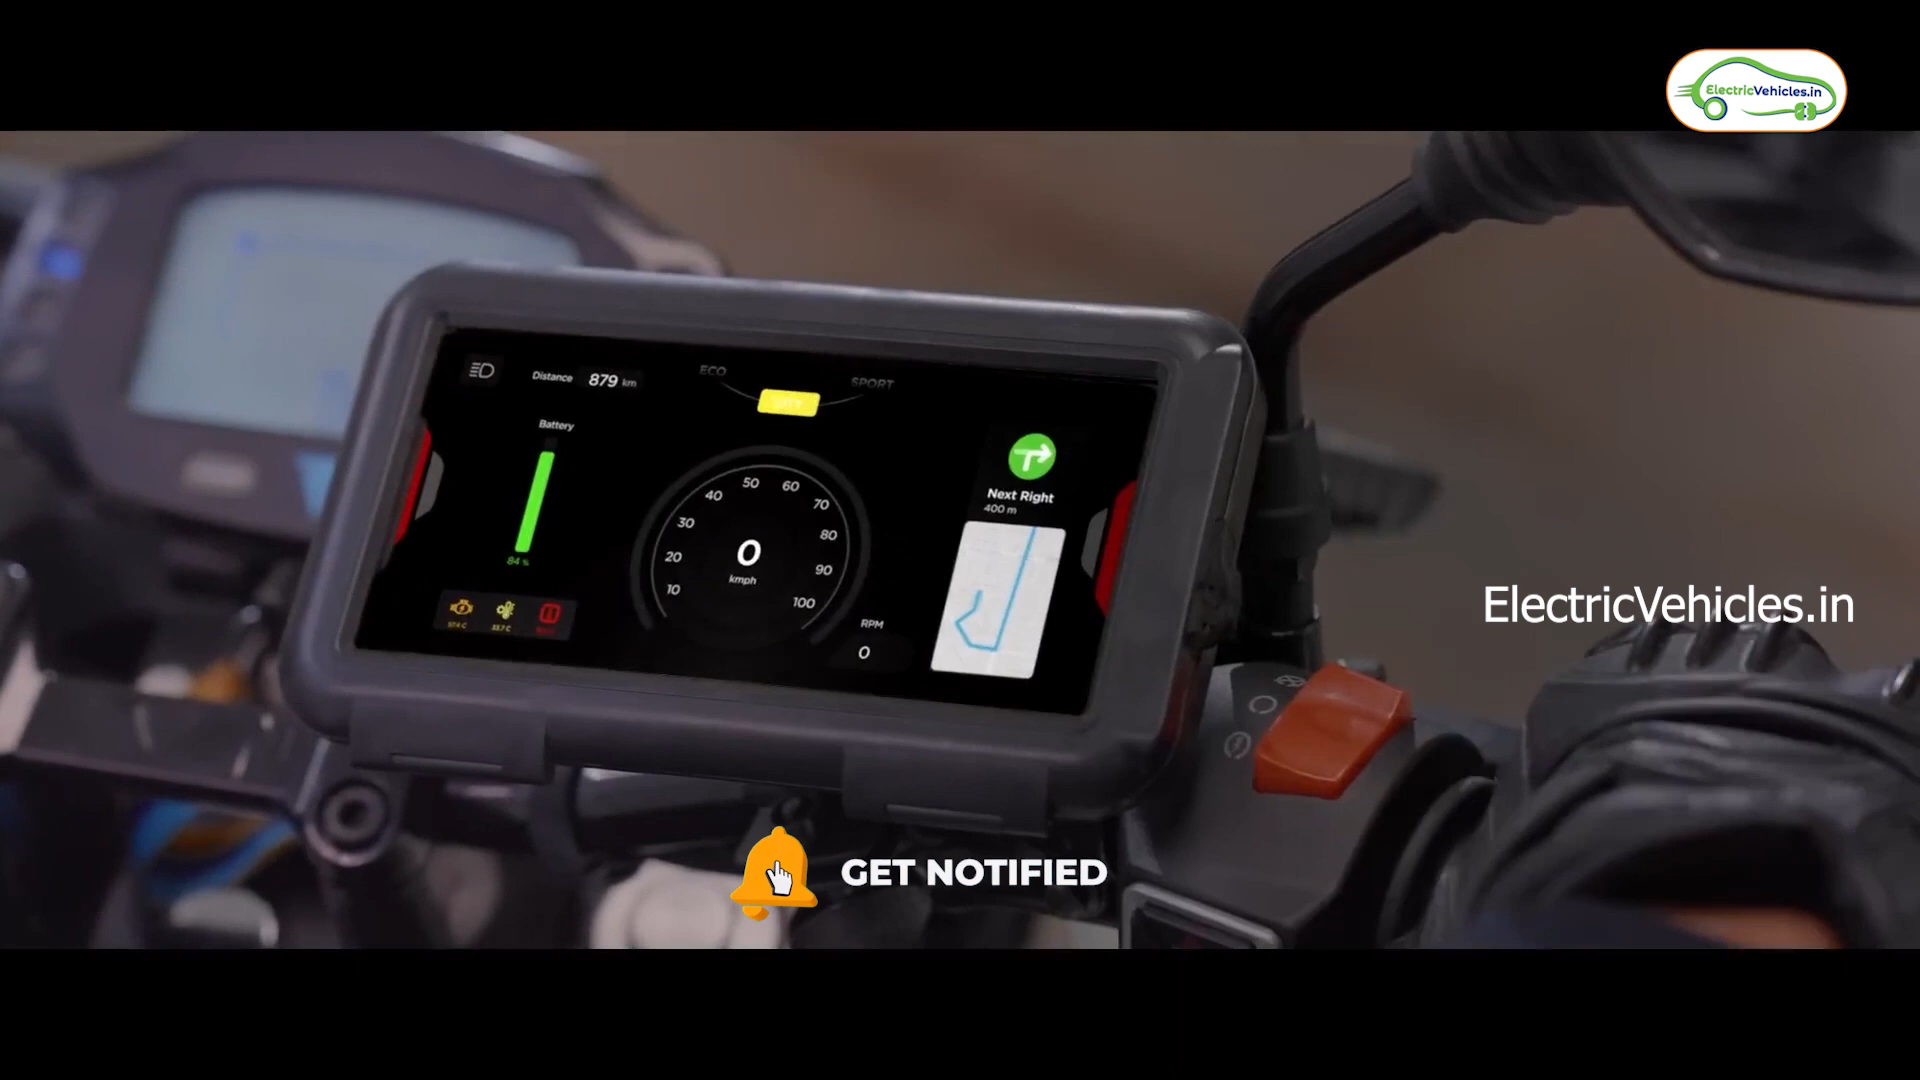 ElectricVehicles.in
Distance 879 km
ECO
SPORT
Battery
84 %
10
20
30
40
50
60
70
80
90
100
0
kmph
RPM
0
Next Right
400 m
ElectricVehicles.in
GET NOTIFIED